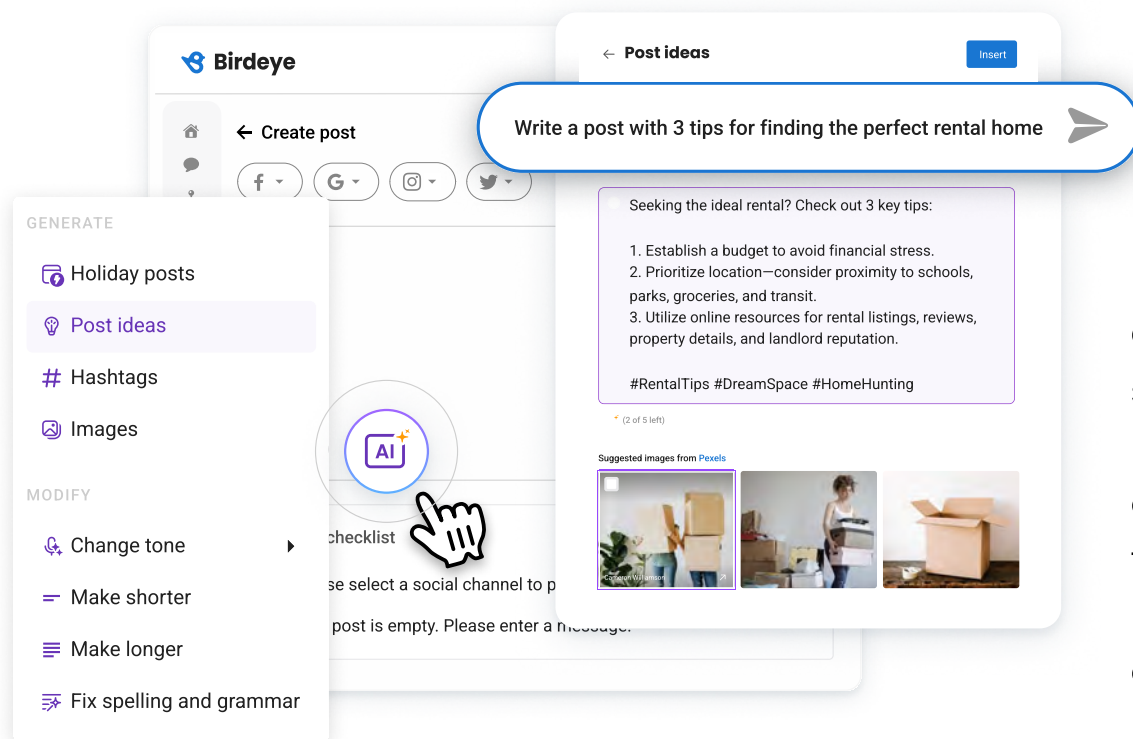 Birdeye
Create post
GENERATE
Holiday posts
Post ideas
Hashtags
Images
MODIFY
Change tone
Make shorter
Make longer
Fix spelling and grammar
AI
checklist
select a social channel to
post is empty. Please enter a message.
Post ideas
Insert
Write a post with 3 tips for finding the perfect rental home
Seeking the ideal rental? Check out 3 key tips:
1. Establish a budget to avoid financial stress.
2. Prioritize location—consider proximity to schools,
parks, groceries, and transit.
3. Utilize online resources for rental listings, reviews,
property details, and landlord reputation.
#RentalTips #DreamSpace #HomeHunting
(2 of 5 left)
Suggested images from Pexels
Cameron Williamson